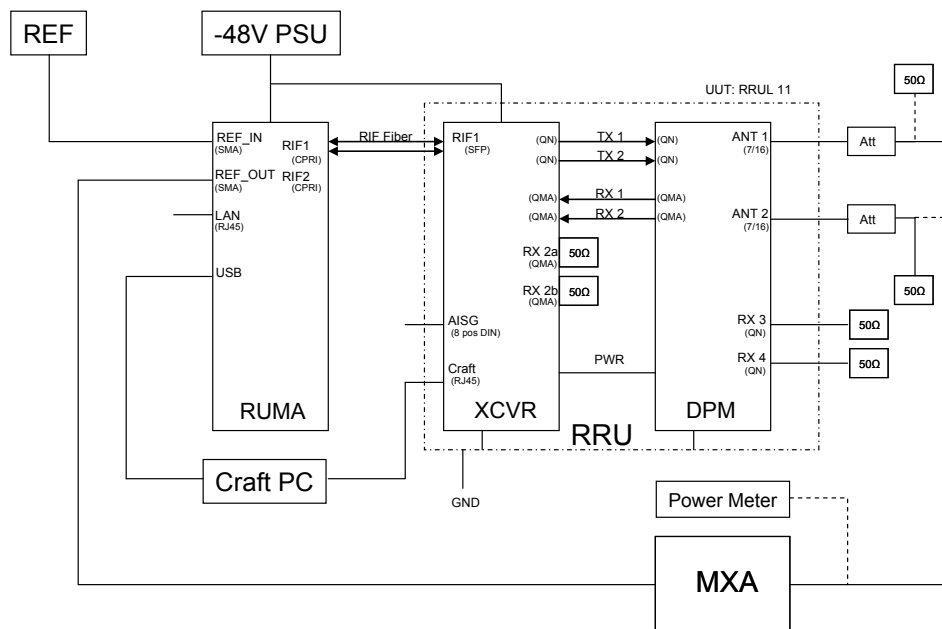 REF
-48V PSU
50Ω
UUT: RRUL 11
REF_IN
(SMA)
RIF1
(CPRI)
REF_OUT
(SMA)
RIF2
(CPRI)
LAN
(RJ45)
USB
RUMA
RIF Fiber
RIF1
(SFP)
(QN)
(QN)
(QMA)
(QMA)
RX 2a
(QMA)
50Ω
RX 2b
(QMA)
50Ω
AISG
(8 pos DIN)
Craft
(RJ45)
XCVR
TX 1
TX 2
RX 1
RX 2
PWR
RRU
(QN)
(QN)
(QMA)
(QMA)
ANT 1
(7/16)
ANT 2
(7/16)
RX 3
(QN)
RX 4
(QN)
DPM
Att
Att
50Ω
50Ω
50Ω
Craft PC
GND
Power Meter
MXA